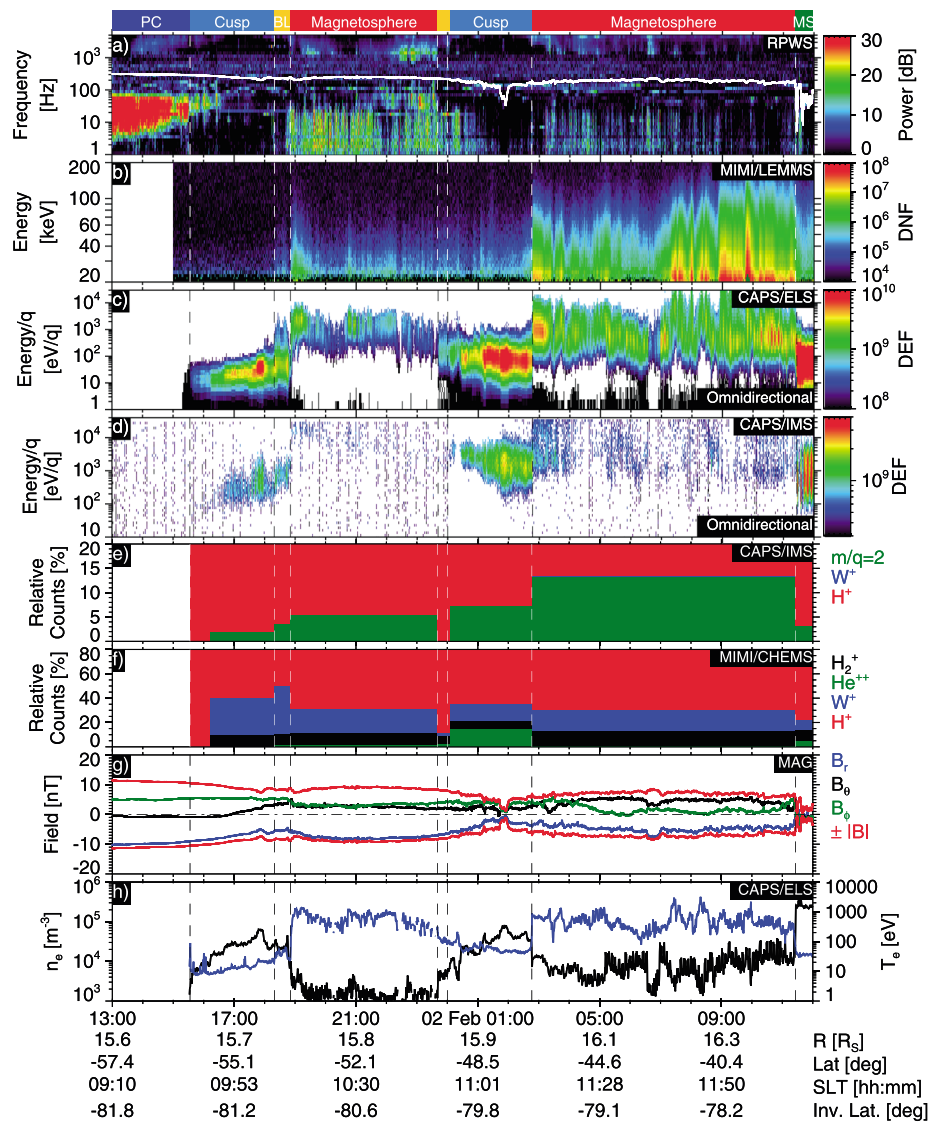 PC Cusp BL Magnetosphere Cusp Magnetosphere MS
a) RPWS
Frequency [Hz]
10³
100
10
1
Power [dB]
30
20
10
0
b) MIMI/LEMMS
Energy [keV]
200
100
60
40
20
DNF
10⁸
10⁷
10⁶
10⁵
10⁴
c) CAPS/ELS
Energy/q [eV/q]
10⁴
10³
10²
10
1
Omnidirectional
DEF
10¹⁰
10⁹
10⁸
d) CAPS/IMS
Energy/q [eV/q]
10⁴
10³
10²
10
Omnidirectional
DEF
10⁹
e) CAPS/IMS
Relative Counts [%]
20
15
10
5
0
m/q=2
W⁺
H⁺
f) MIMI/CHEMS
Relative Counts [%]
80
60
40
20
0
H₂⁺
He⁺⁺
W⁺
H⁺
g) MAG
Field [nT]
20
10
0
-10
-20
Bᵣ
B_θ
B_ϕ
± |B|
h) CAPS/ELS
nₑ [m⁻³]
10⁶
10⁵
10⁴
10³
Tₑ [eV]
10000
1000
100
10
1
13:00 17:00 21:00 02 Feb 01:00 05:00 09:00
15.6 15.7 15.8 15.9 16.1 16.3 R [R_S]
-57.4 -55.1 -52.1 -48.5 -44.6 -40.4 Lat [deg]
09:10 09:53 10:30 11:01 11:28 11:50 SLT [hh:mm]
-81.8 -81.2 -80.6 -79.8 -79.1 -78.2 Inv. Lat. [deg]